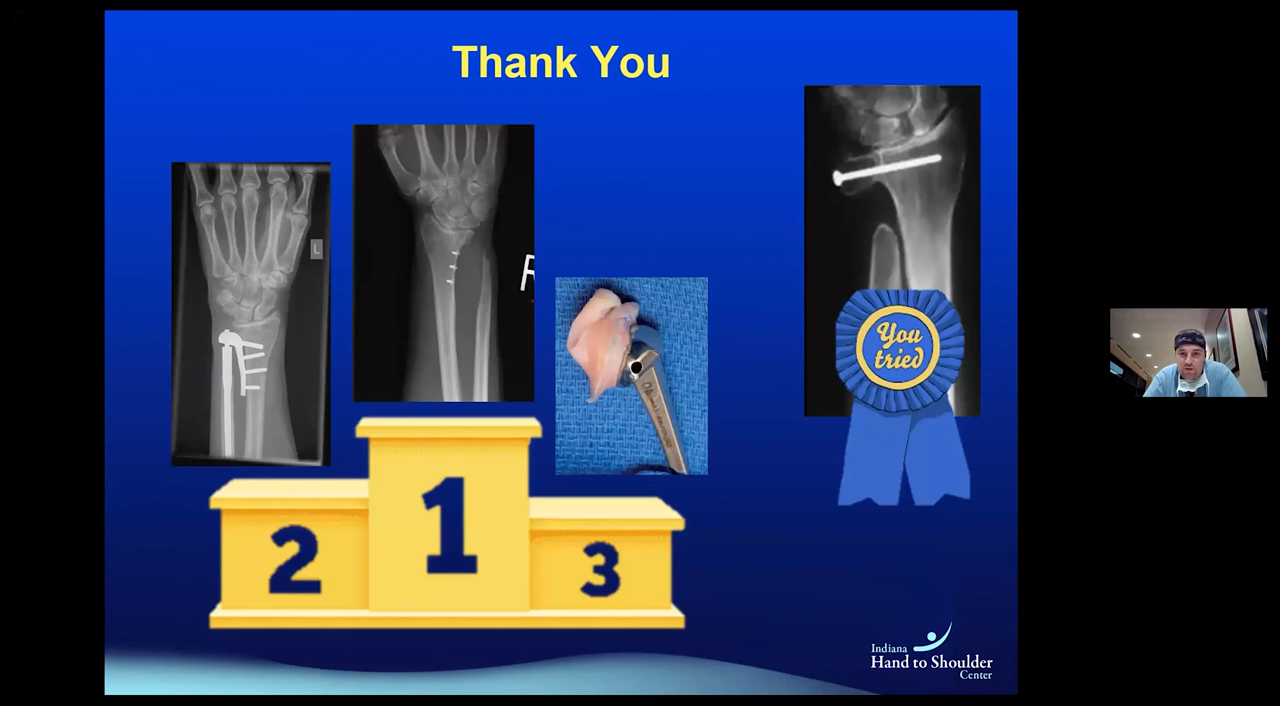 Thank You
L
R
You
tried
2
1
3
Indiana
Hand to Shoulder
Center